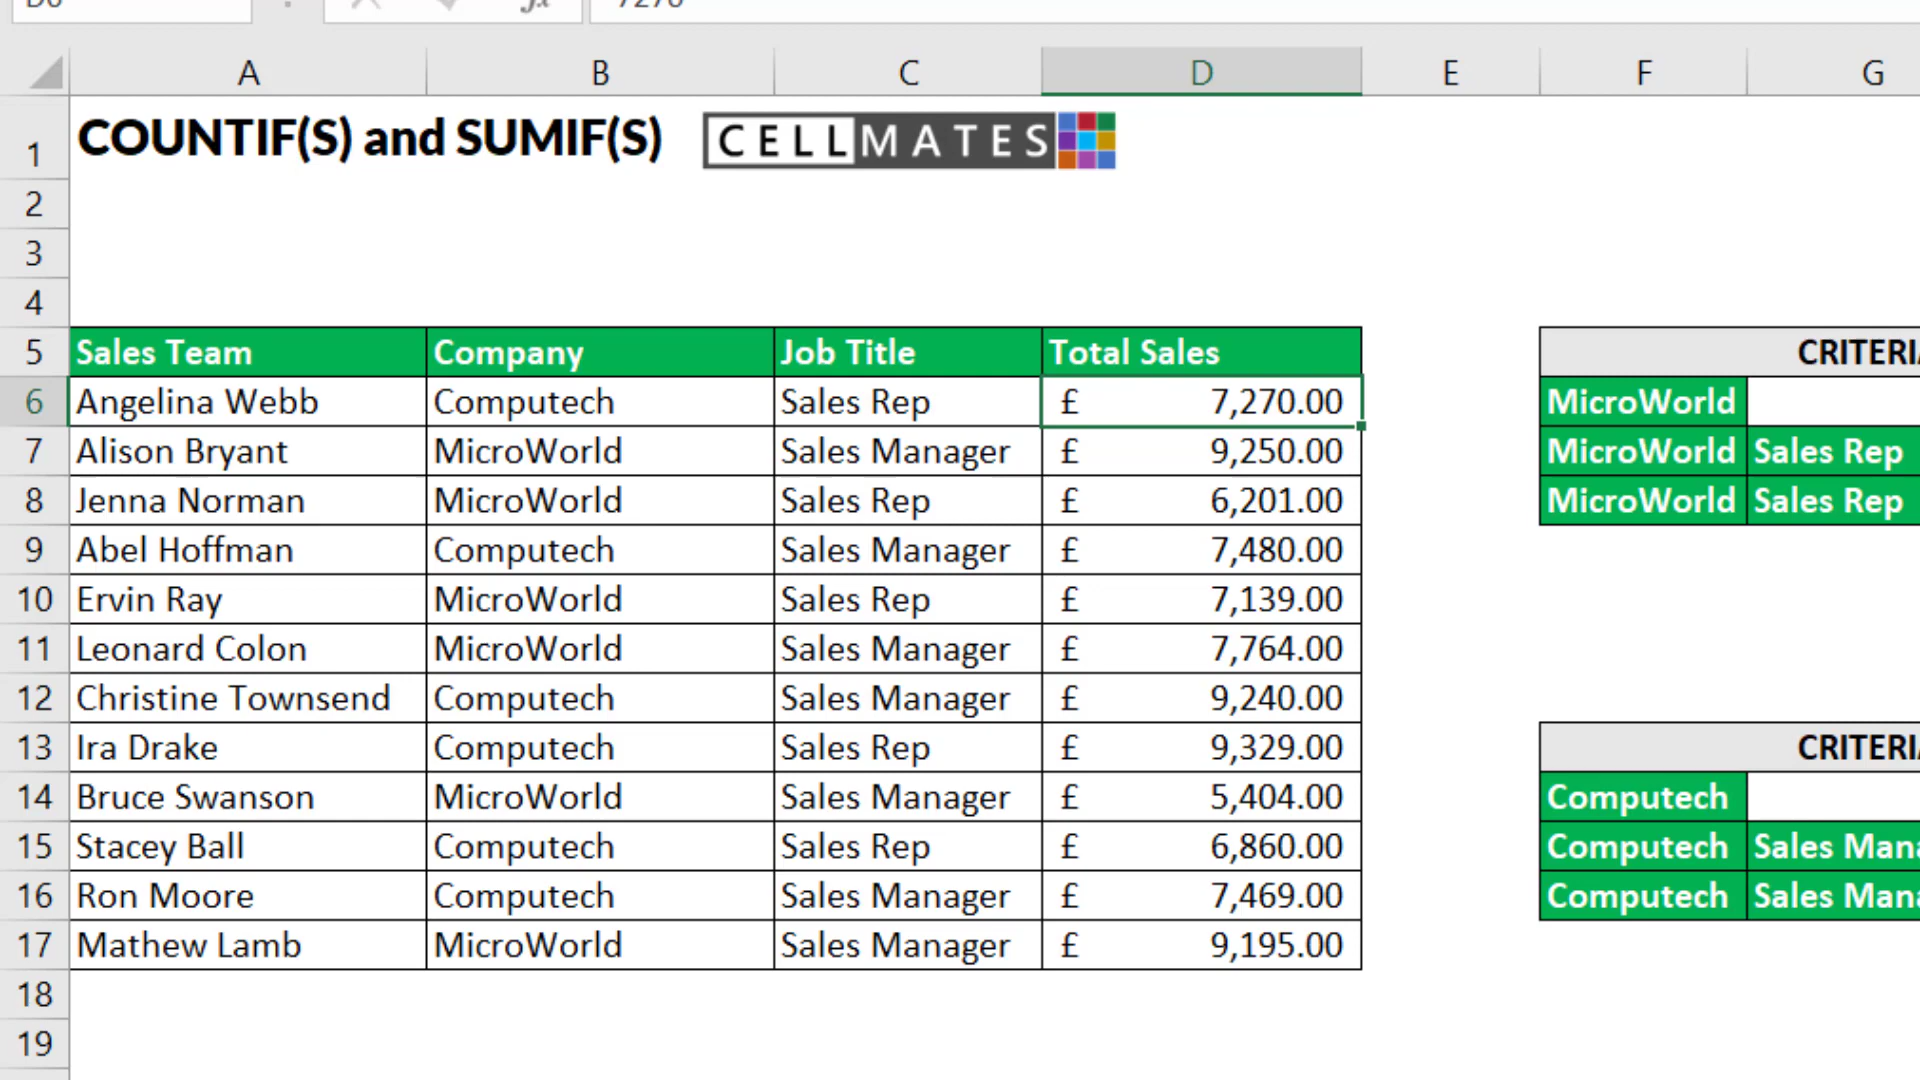 A B C D E F G
1 COUNTIF(S) and SUMIF(S) CELLMATES
2
3
4
5 Sales Team Company Job Title Total Sales
6 Angelina Webb Computech Sales Rep £ 7,270.00 MicroWorld
7 Alison Bryant MicroWorld Sales Manager £ 9,250.00 MicroWorld Sales Rep
8 Jenna Norman MicroWorld Sales Rep £ 6,201.00 MicroWorld Sales Rep
9 Abel Hoffman Computech Sales Manager £ 7,480.00
10 Ervin Ray MicroWorld Sales Rep £ 7,139.00
11 Leonard Colon MicroWorld Sales Manager £ 7,764.00
12 Christine Townsend Computech Sales Manager £ 9,240.00
13 Ira Drake Computech Sales Rep £ 9,329.00
14 Bruce Swanson MicroWorld Sales Manager £ 5,404.00 Computech
15 Stacey Ball Computech Sales Rep £ 6,860.00 Computech Sales
16 Ron Moore Computech Sales Manager £ 7,469.00 Computech Sales
17 Mathew Lamb MicroWorld Sales Manager £ 9,195.00
18
19